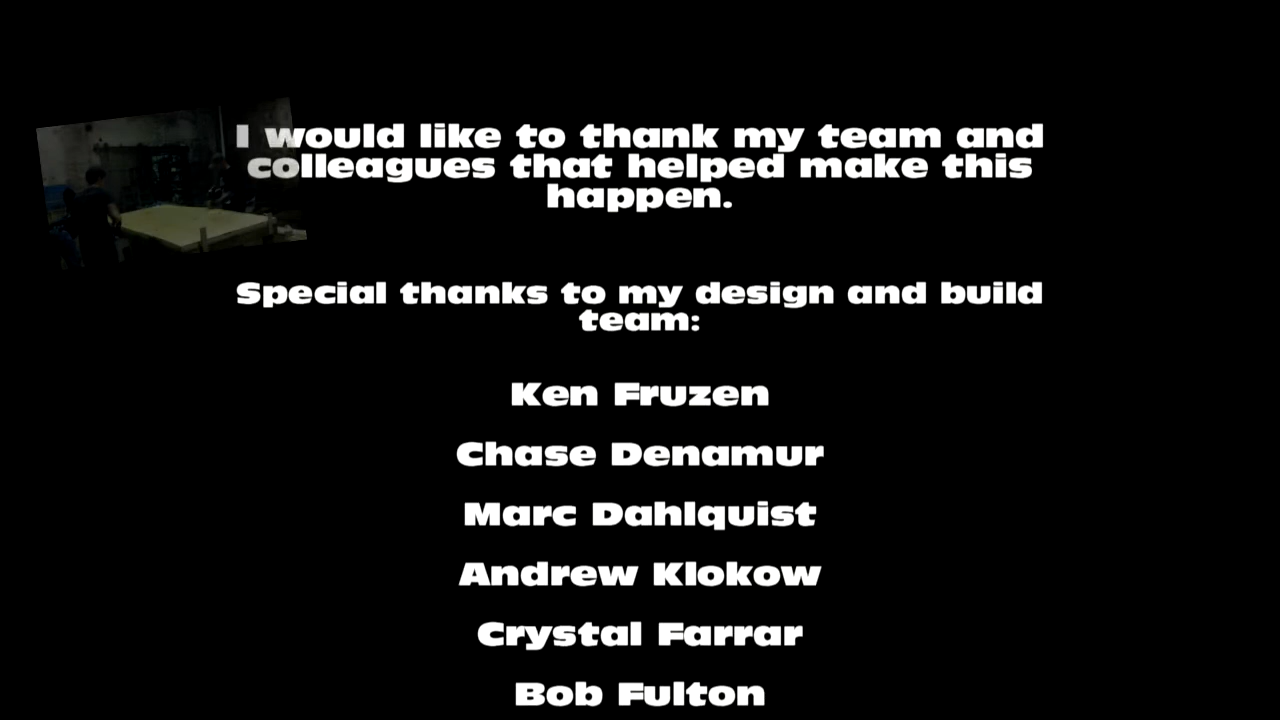 I would like to thank my team and
colleagues that helped make this
happen.
Special thanks to my design and build
team:
Ken Fruzen
Chase Denamur
Marc Dahlquist
Andrew Klokow
Crystal Farrar
Bob Fulton